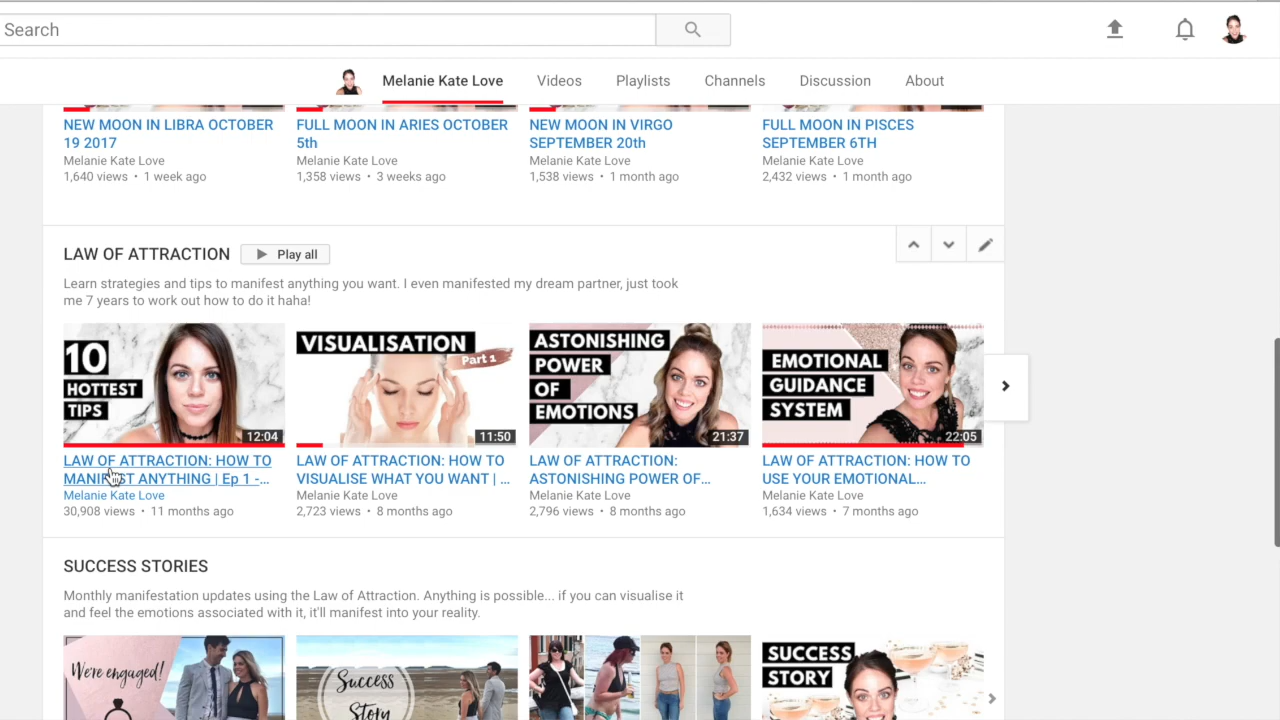 Search
Melanie Kate Love Videos Playlists Channels Discussion About
NEW MOON IN LIBRA OCTOBER
19 2017
Melanie Kate Love
1,640 views • 1 week ago
FULL MOON IN ARIES OCTOBER
5th
Melanie Kate Love
1,358 views • 3 weeks ago
NEW MOON IN VIRGO
SEPTEMBER 20th
Melanie Kate Love
1,538 views • 1 month ago
FULL MOON IN PISCES
SEPTEMBER 6TH
Melanie Kate Love
2,432 views • 1 month ago
LAW OF ATTRACTION Play all
Learn strategies and tips to manifest anything you want. I even manifested my dream partner, just took
me 7 years to work out how to do it haha!
10
HOTTEST
TIPS
12:04
LAW OF ATTRACTION: HOW TO
MANIFEST ANYTHING | Ep 1 -...
Melanie Kate Love
30,908 views • 11 months ago
VISUALISATION
Part 1
11:50
LAW OF ATTRACTION: HOW TO
VISUALISE WHAT YOU WANT | ...
Melanie Kate Love
2,723 views • 8 months ago
ASTONISHING
POWER
OF
EMOTIONS
21:37
LAW OF ATTRACTION:
ASTONISHING POWER OF...
Melanie Kate Love
2,796 views • 8 months ago
EMOTIONAL
GUIDANCE
SYSTEM
22:05
LAW OF ATTRACTION: HOW TO
USE YOUR EMOTIONAL...
Melanie Kate Love
1,634 views • 7 months ago
SUCCESS STORIES
Monthly manifestation updates using the Law of Attraction. Anything is possible... if you can visualise it
and feel the emotions associated with it, it'll manifest into your reality.
We're engaged!
Success
Story
SUCCESS
STORY